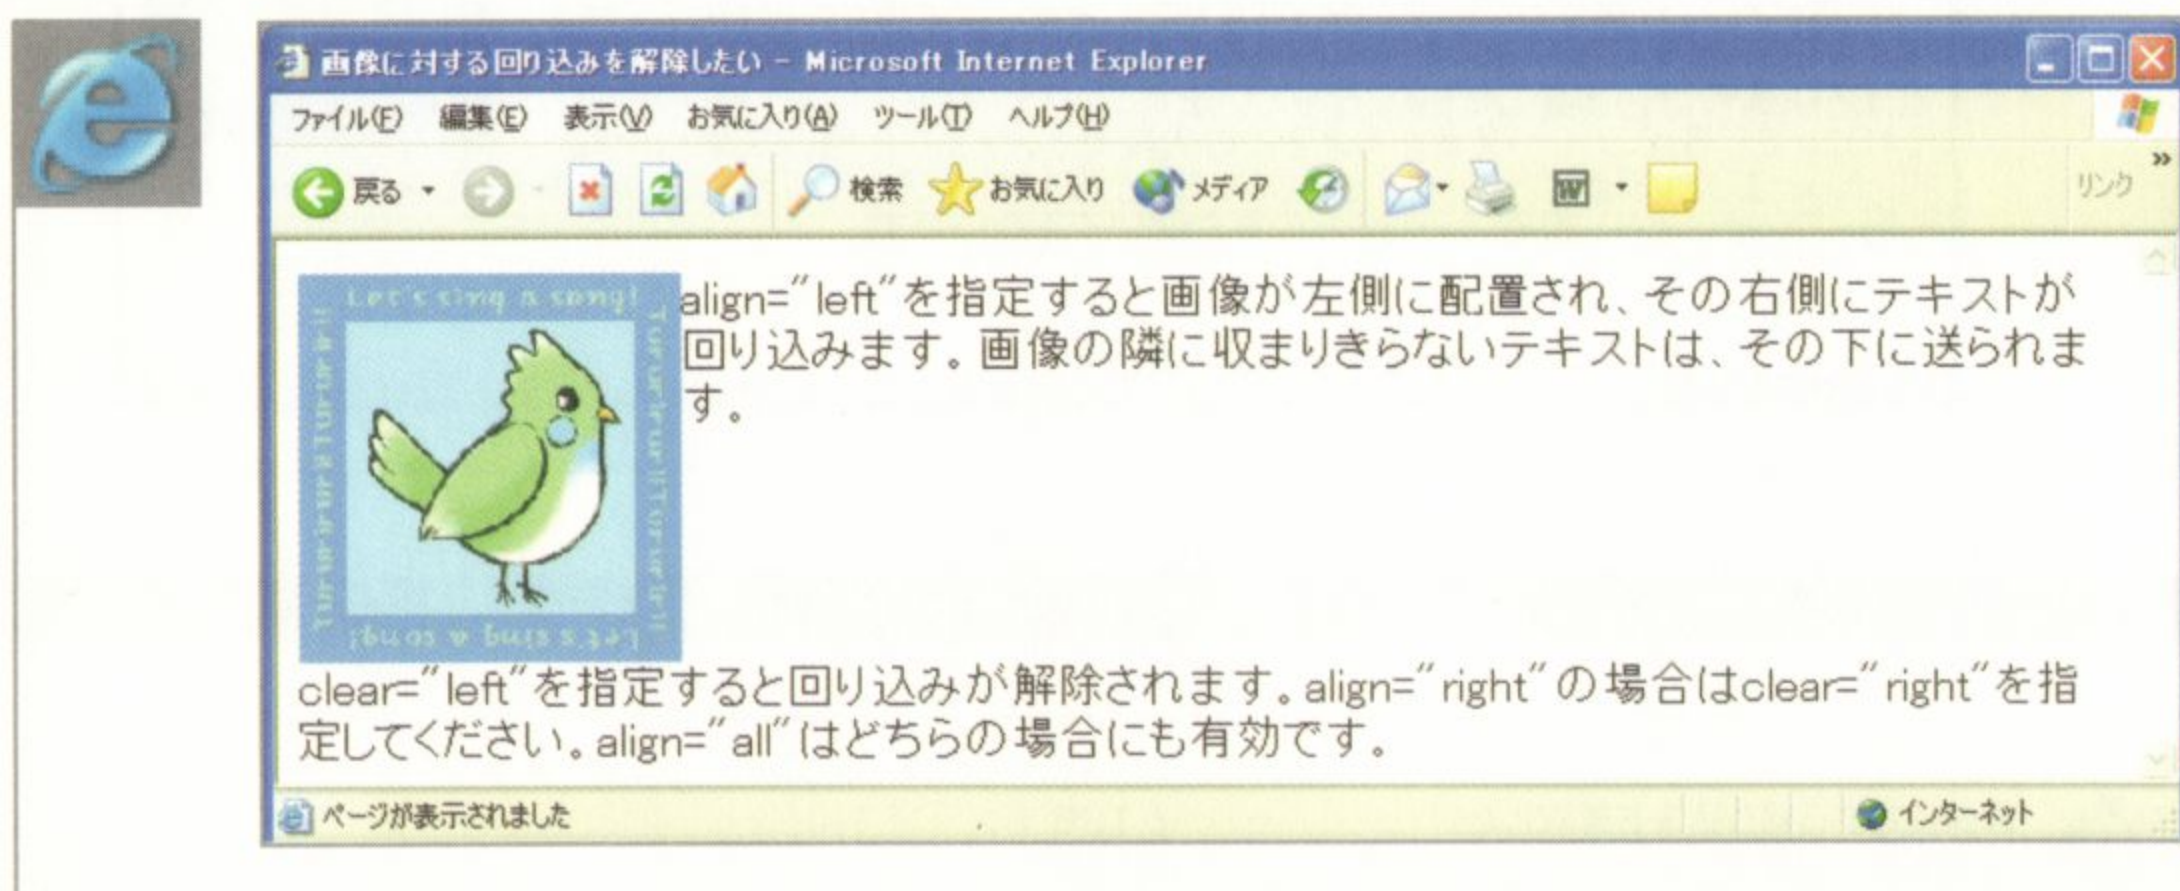 画像に対する回り込みを解除したい - Microsoft Internet Explorer
ファイル(F) 編集(E) 表示(V) お気に入り(A) ツール(T) ヘルプ(H)
戻る 検索 お気に入り メディア リンク »
Let's sing a song!
align="left"を指定すると画像が左側に配置され、その右側にテキストが
回り込みます。画像の隣に収まりきらないテキストは、その下に送られま
す。
Let's sing a song!
clear="left"を指定すると回り込みが解除されます。align="right"の場合はclear="right"を指
定してください。align="all"はどちらの場合にも有効です。
ページが表示されました インターネット